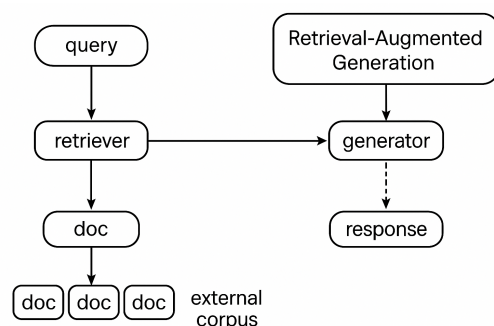 query
Retrieval-Augmented
Generation
retriever
generator
doc
response
doc
doc
doc
external
corpus